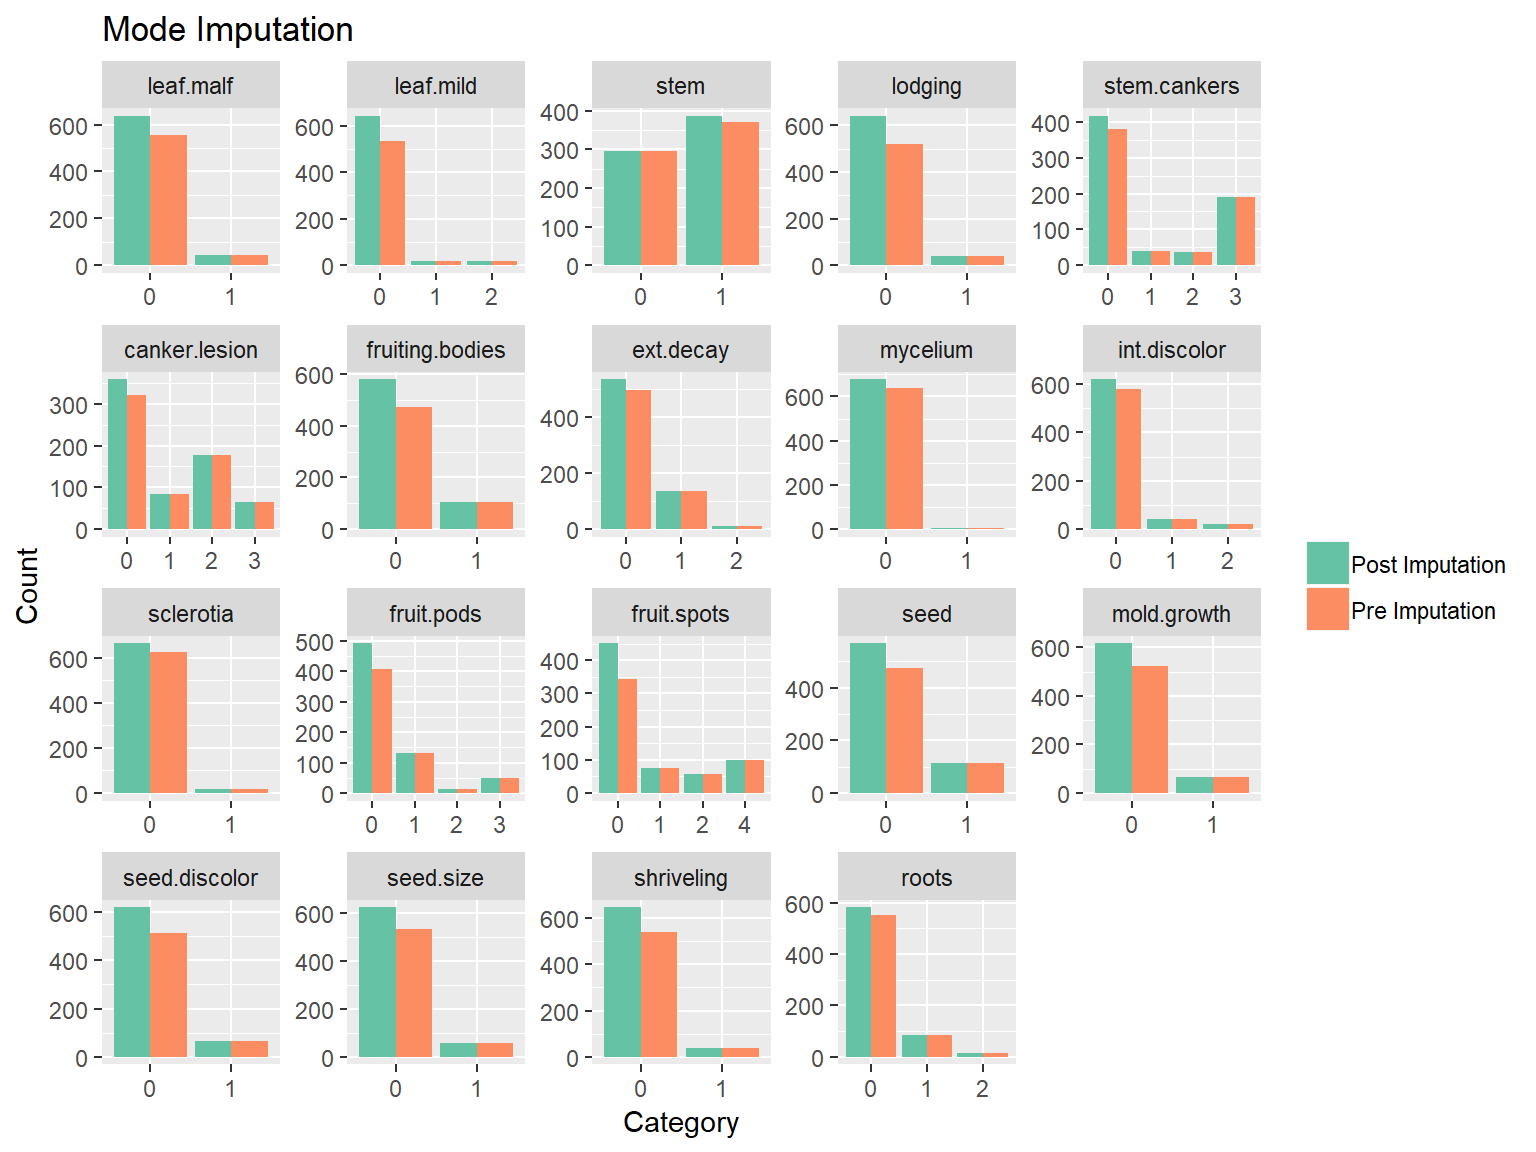 Mode Imputation
leaf.malf leaf.mild stem lodging stem.cankers
600 400 200 0 0 1
600 400 200 0 0 1 2
400 300 200 100 0 0 1
600 400 200 0 0 1
400 300 200 100 0 0 1 2 3
canker.lesion fruiting.bodies ext.decay mycelium int.discolor
300 200 100 0 0 1 2 3
600 400 200 0 0 1
400 200 0 0 1 2
600 400 200 0 0 1
600 400 200 0 0 1 2
sclerotia fruit.pods fruit.spots seed mold.growth
600 400 200 0 0 1
500 400 300 200 100 0 0 1 2 3
400 300 200 100 0 0 1 2 4
400 200 0 0 1
600 400 200 0 0 1
seed.discolor seed.size shriveling roots
600 400 200 0 0 1
600 400 200 0 0 1
600 400 200 0 0 1
600 400 200 0 0 1 2
Count
Category
Post Imputation
Pre Imputation